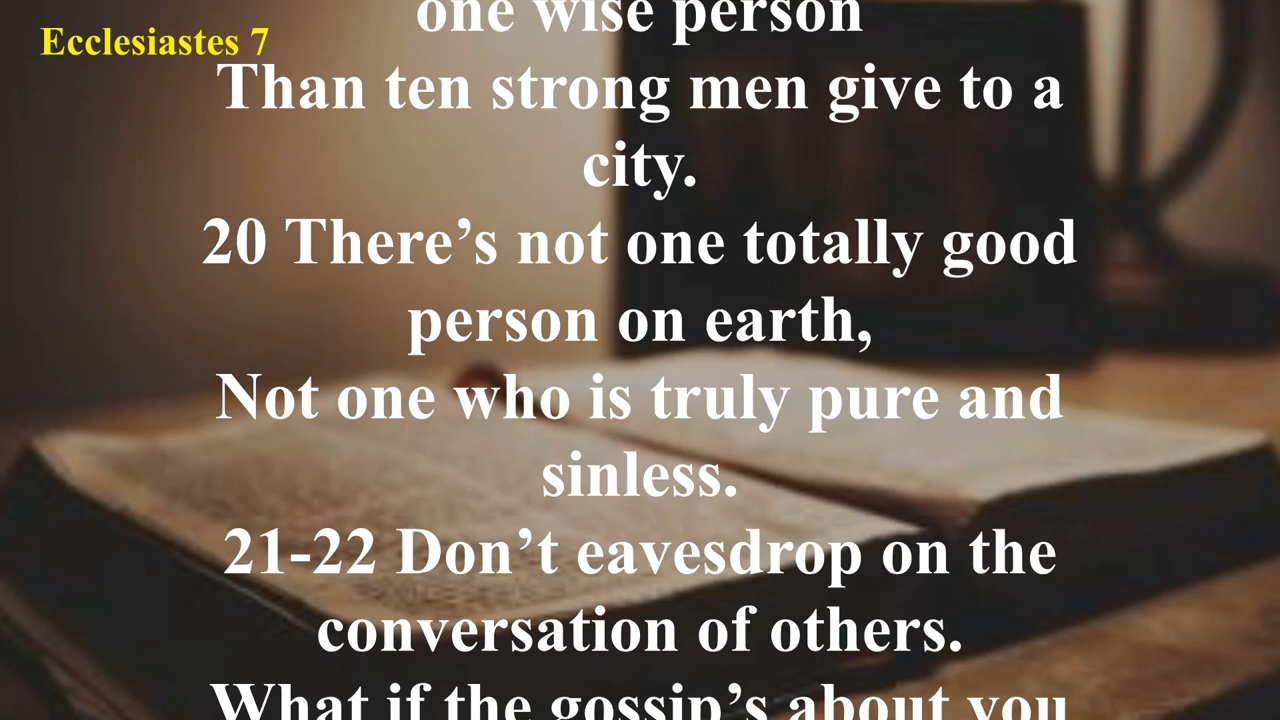 Ecclesiastes 7
one wise person
Than ten strong men give to a
city.
20 There’s not one totally good
person on earth,
Not one who is truly pure and
sinless.
21-22 Don’t eavesdrop on the
conversation of others.
What if the gossip’s about you